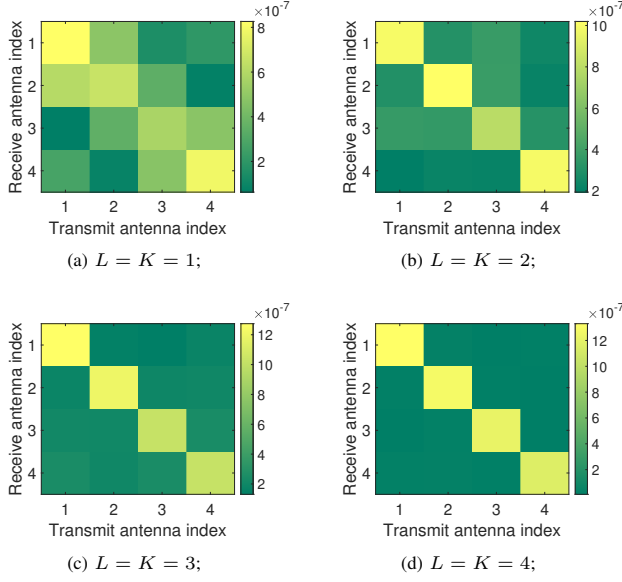 ×10⁻⁷
Receive antenna index
1
2
3
4
1 2 3 4
Transmit antenna index
8
6
4
2
(a) L = K = 1;
×10⁻⁷
Receive antenna index
1
2
3
4
1 2 3 4
Transmit antenna index
10
8
6
4
2
(b) L = K = 2;
×10⁻⁷
Receive antenna index
1
2
3
4
1 2 3 4
Transmit antenna index
12
10
8
6
4
2
(c) L = K = 3;
×10⁻⁷
Receive antenna index
1
2
3
4
1 2 3 4
Transmit antenna index
12
10
8
6
4
2
(d) L = K = 4;